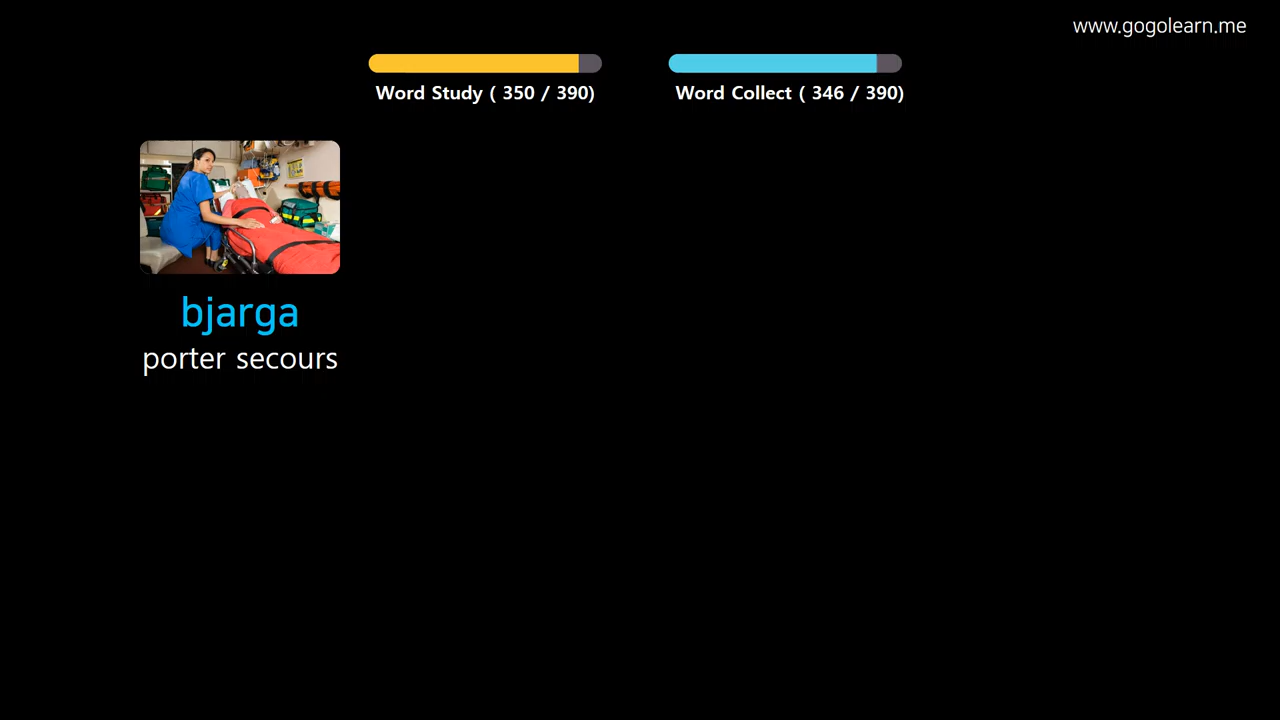 www.gogolearn.me
Word Study ( 350 / 390)
Word Collect ( 346 / 390)
bjarga
porter secours